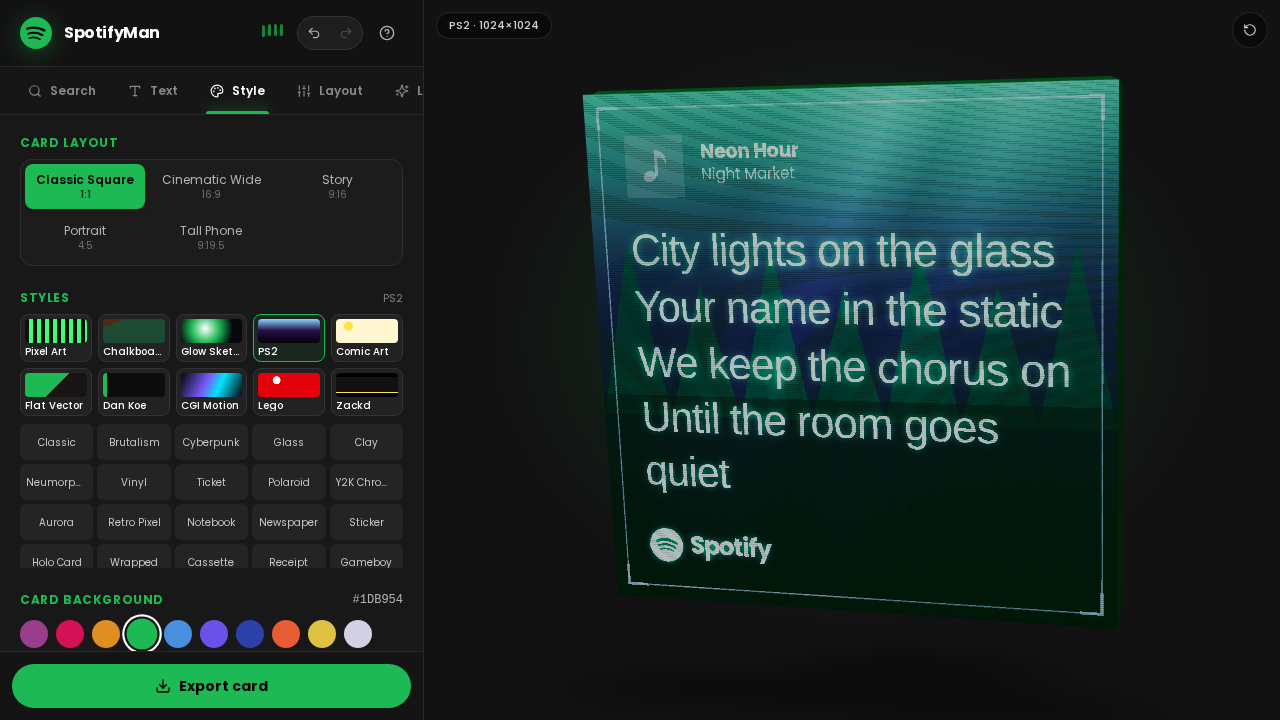 SpotifyMan
PS2 · 1024×1024
Search
Text
Style
Layout
L
CARD LAYOUT
Classic Square
1:1
Cinematic Wide
16:9
Story
9:16
Portrait
4:5
Tall Phone
9:19.5
STYLES
PS2
Pixel Art
Chalkboa...
Glow Sket...
PS2
Comic Art
Flat Vector
Dan Koe
CGI Motion
Lego
Zackd
Classic
Brutalism
Cyberpunk
Glass
Clay
Neumorp...
Vinyl
Ticket
Polaroid
Y2K Chro...
Aurora
Retro Pixel
Notebook
Newspaper
Sticker
Holo Card
Wrapped
Cassette
Receipt
Gameboy
CARD BACKGROUND
#1DB954
Export card
Neon Hour
Night Market
City lights on the glass
Your name in the static
We keep the chorus on
Until the room goes
quiet
Spotify